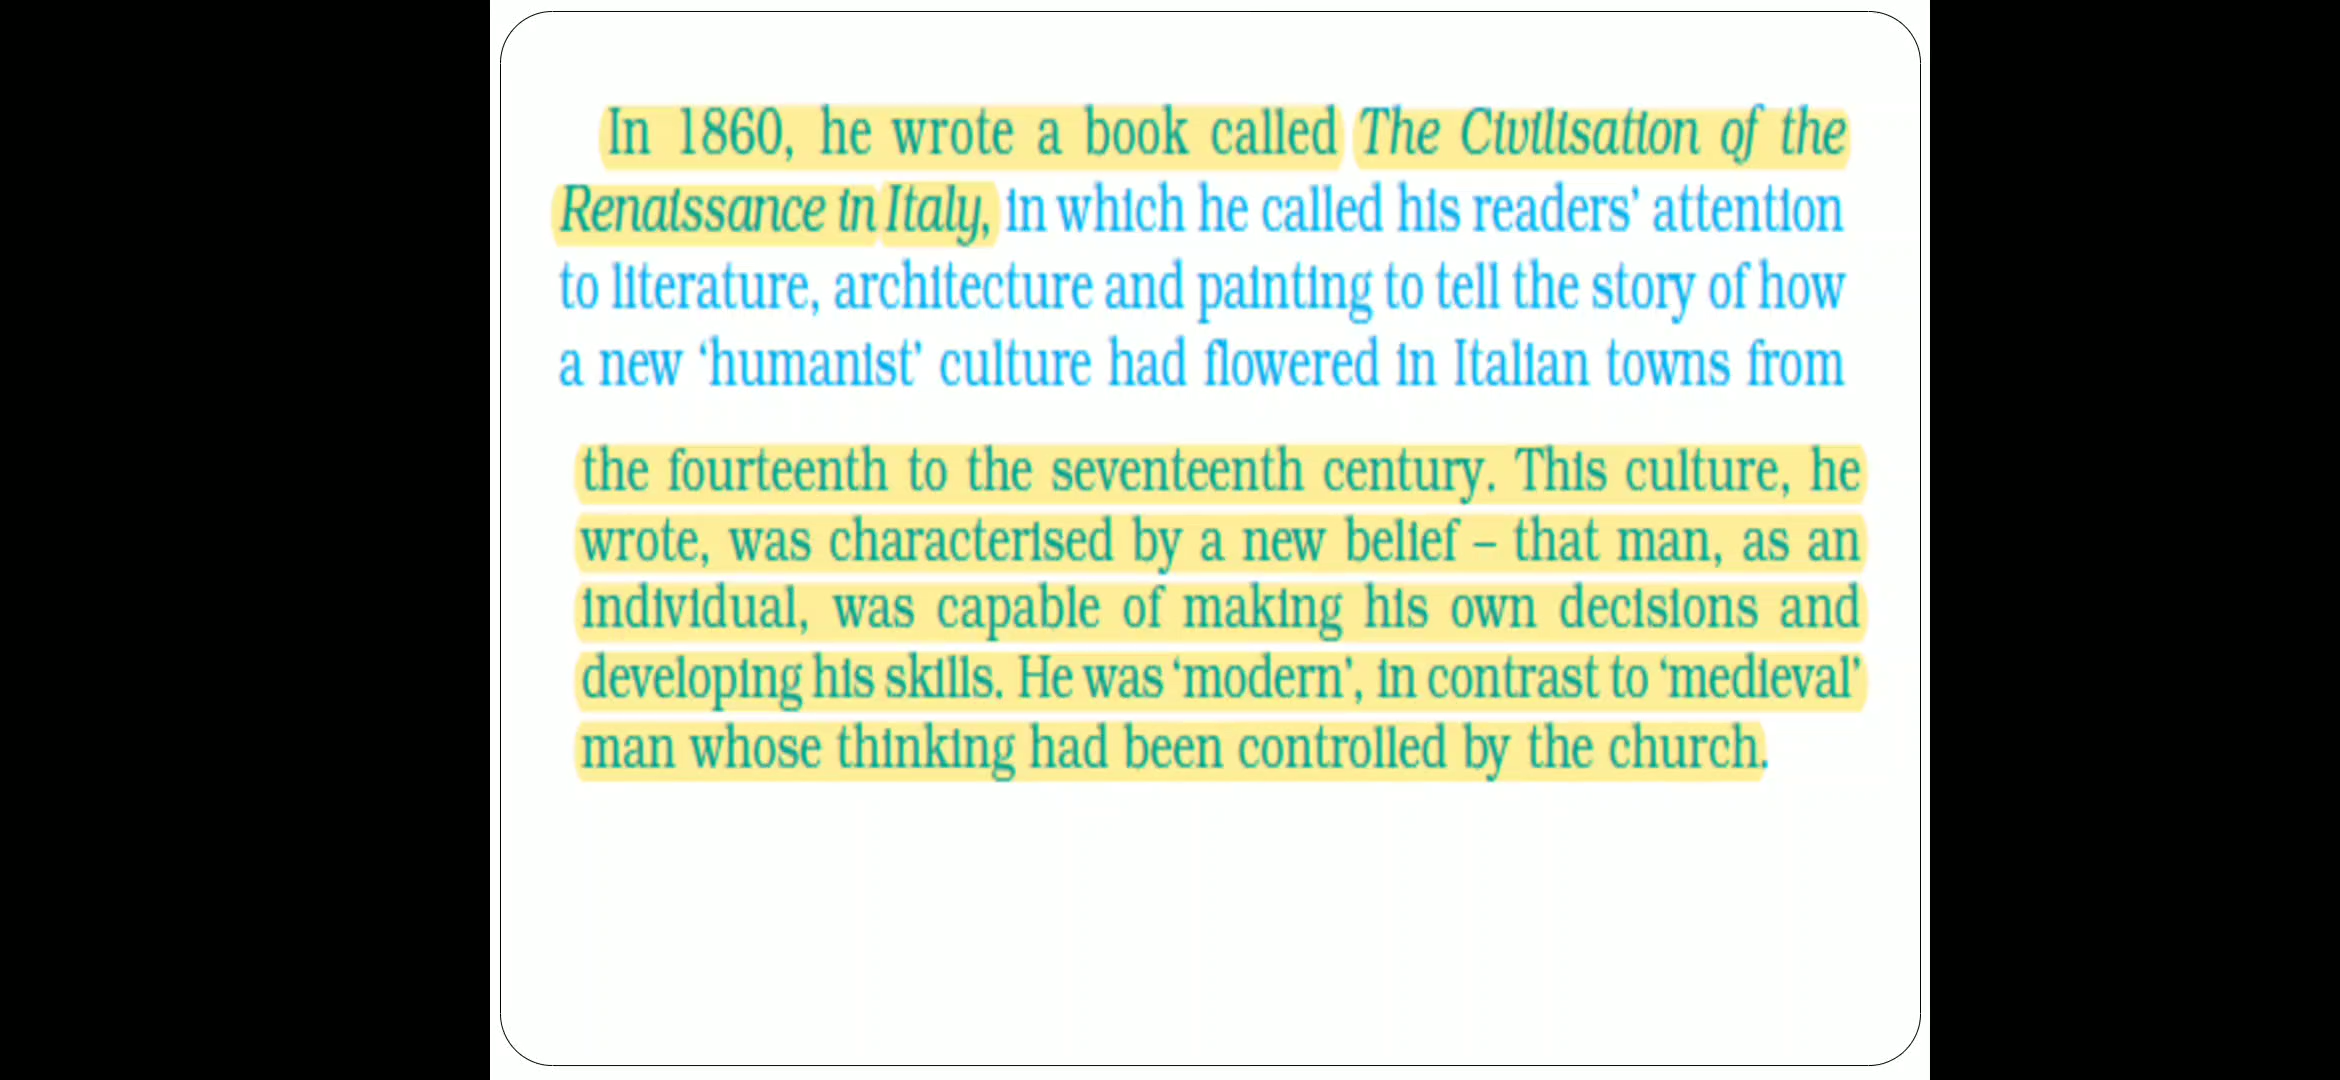 In 1860, he wrote a book called The Civilisation of the
Renaissance in Italy, in which he called his readers’ attention
to literature, architecture and painting to tell the story of how
a new ‘humanist’ culture had flowered in Italian towns from
the fourteenth to the seventeenth century. This culture, he
wrote, was characterised by a new belief – that man, as an
individual, was capable of making his own decisions and
developing his skills. He was ‘modern’, in contrast to ‘medieval’
man whose thinking had been controlled by the church.